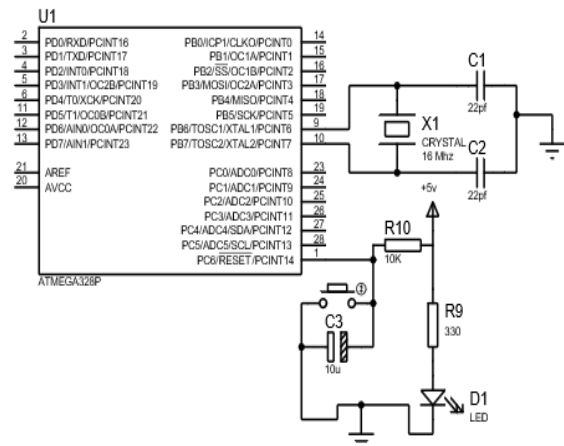 U1
2 PD0/RXD/PCINT16 PB0/ICP1/CLKO/PCINT0 14
3 PD1/TXD/PCINT17 PB1/OC1A/PCINT1 15
4 PD2/INT0/PCINT18 PB2/SS/OC1B/PCINT2 16
5 PD3/INT1/OC2B/PCINT19 PB3/MOSI/OC2A/PCINT3 17
6 PD4/T0/XCK/PCINT20 PB4/MISO/PCINT4 18
11 PD5/T1/OC0B/PCINT21 PB5/SCK/PCINT5 19
12 PD6/AIN0/OC0A/PCINT22 PB6/TOSC1/XTAL1/PCINT6 9
13 PD7/AIN1/PCINT23 PB7/TOSC2/XTAL2/PCINT7 10
21 AREF PC0/ADC0/PCINT8 23
20 AVCC PC1/ADC1/PCINT9 24
PC2/ADC2/PCINT10 25
PC3/ADC3/PCINT11 26
PC4/ADC4/SDA/PCINT12 27
PC5/ADC5/SCL/PCINT13 28
PC6/RESET/PCINT14 1
ATMEGA328P
C1
22pf
X1
CRYSTAL
16 Mhz
C2
22pf
+5v
R10
10K
R9
330
C3
10u
D1
LED